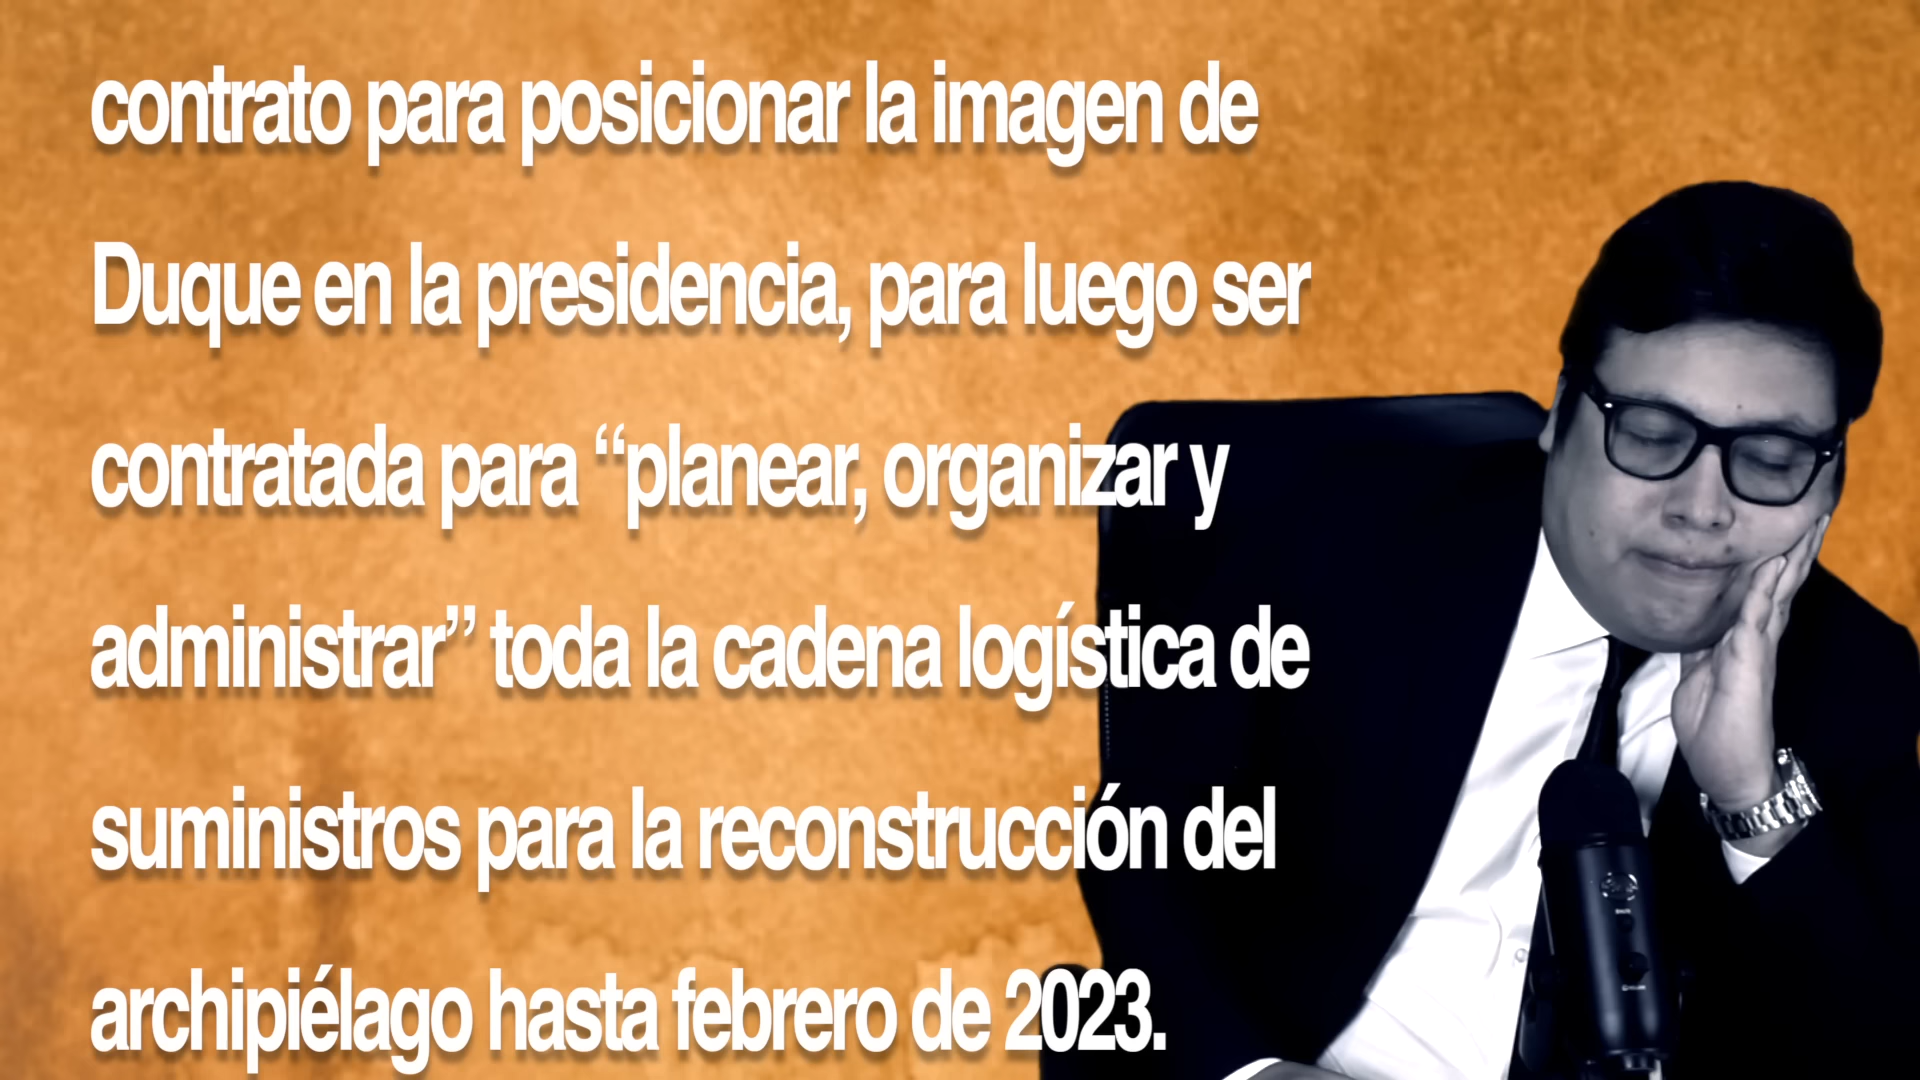 contrato para posicionar la imagen de
Duque en la presidencia, para luego ser
contratada para “planear, organizar y
administrar” toda la cadena logística de
suministros para la reconstrucción del
archipiélago hasta febrero de 2023.